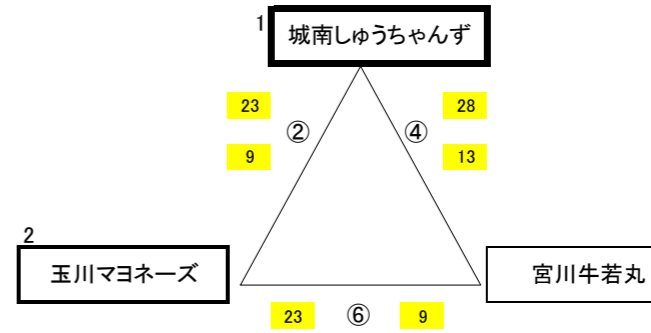 1
城南しゅうちゃんず
23 ② ④ 28
9 13
2
玉川マヨネーズ
宮川牛若丸
23 ⑥ 9